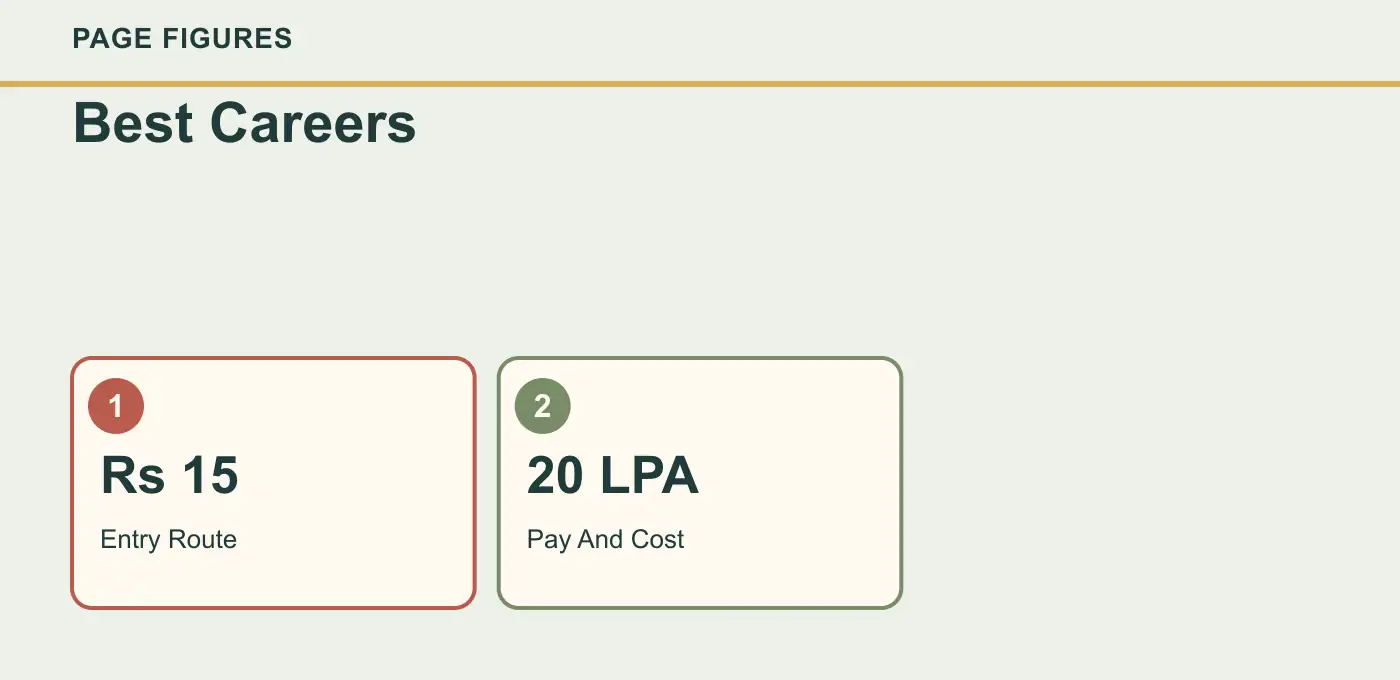 PAGE FIGURES
Best Careers
1
Rs 15
Entry Route
2
20 LPA
Pay And Cost